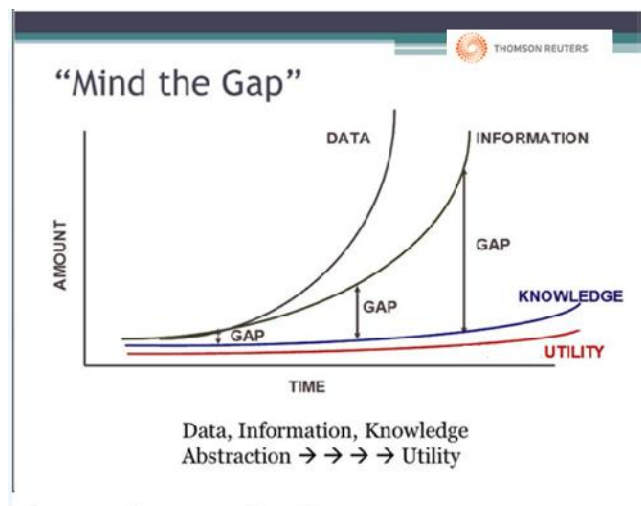 THOMSON REUTERS
“Mind the Gap”
DATA
INFORMATION
AMOUNT
GAP
GAP
GAP
KNOWLEDGE
UTILITY
TIME
Data, Information, Knowledge
Abstraction → → → → Utility